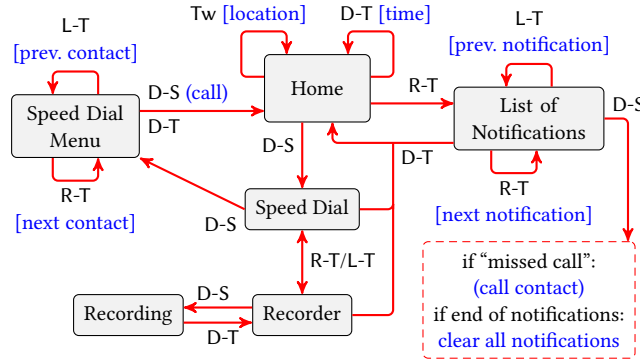 L-T
[prev. contact]
Speed Dial
Menu
R-T
[next contact]
D-S (call)
D-T
Tw [location]
D-T [time]
Home
R-T
L-T
[prev. notification]
List of
Notifications
D-S
D-T
R-T
[next notification]
D-S
Speed Dial
D-S
R-T/L-T
Recording
D-S
D-T
Recorder
if “missed call”:
(call contact)
if end of notifications:
clear all notifications